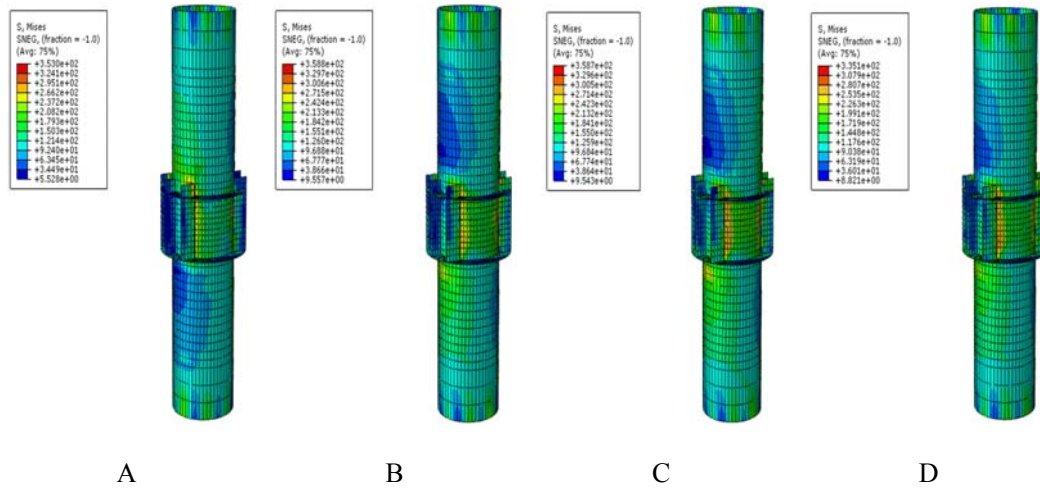 S, Mises
SNEG, (fraction = -1.0)
(Avg: 75%)
+3.530e+02
+3.241e+02
+2.951e+02
+2.662e+02
+2.372e+02
+2.082e+02
+1.793e+02
+1.503e+02
+1.214e+02
+9.240e+01
+6.345e+01
+3.449e+01
+5.528e+00
S, Mises
SNEG, (fraction = -1.0)
(Avg: 75%)
+3.588e+02
+3.297e+02
+3.006e+02
+2.715e+02
+2.424e+02
+2.133e+02
+1.842e+02
+1.551e+02
+1.260e+02
+9.688e+01
+6.777e+01
+3.866e+01
+9.557e+00
S, Mises
SNEG, (fraction = -1.0)
(Avg: 75%)
+3.587e+02
+3.296e+02
+3.005e+02
+2.714e+02
+2.423e+02
+2.132e+02
+1.841e+02
+1.550e+02
+1.259e+02
+9.684e+01
+6.774e+01
+3.864e+01
+9.543e+00
S, Mises
SNEG, (fraction = -1.0)
(Avg: 75%)
+3.351e+02
+3.079e+02
+2.807e+02
+2.535e+02
+2.263e+02
+1.991e+02
+1.719e+02
+1.448e+02
+1.176e+02
+9.038e+01
+6.319e+01
+3.601e+01
+8.821e+00
A B C D